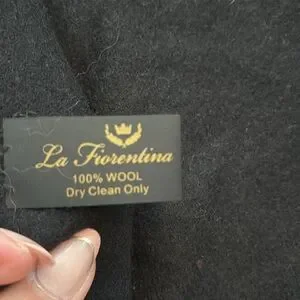 La Fiorentina
100% WOOL
Dry Clean Only